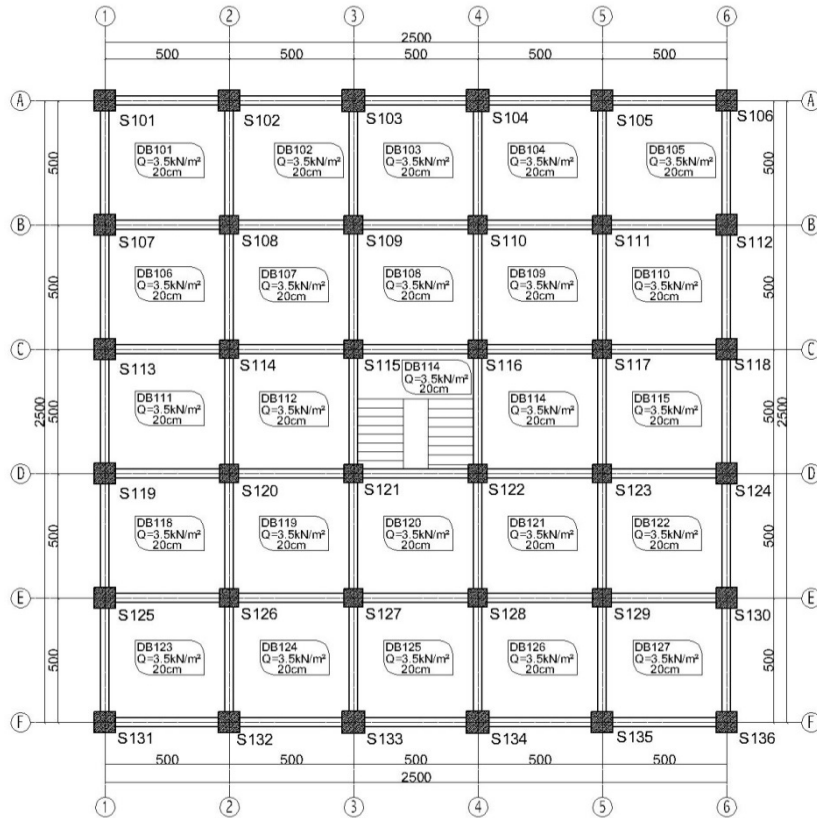 1 2 3 4 5 6
2500
500 500 500 500 500
A A
S101 S102 S103 S104 S105 S106
DB101 DB102 DB103 DB104 DB105
Q=3.5kN/m² Q=3.5kN/m² Q=3.5kN/m² Q=3.5kN/m² Q=3.5kN/m²
20cm 20cm 20cm 20cm 20cm
500 500
B B
S107 S108 S109 S110 S111 S112
DB106 DB107 DB108 DB109 DB110
Q=3.5kN/m² Q=3.5kN/m² Q=3.5kN/m² Q=3.5kN/m² Q=3.5kN/m²
20cm 20cm 20cm 20cm 20cm
500 500
C C
S113 S114 S115 S116 S117 S118
DB114
Q=3.5kN/m²
20cm
DB111 DB112 DB114 DB115
Q=3.5kN/m² Q=3.5kN/m² Q=3.5kN/m² Q=3.5kN/m²
20cm 20cm 20cm 20cm
2500 500 500 2500
D D
S119 S120 S121 S122 S123 S124
DB118 DB119 DB120 DB121 DB122
Q=3.5kN/m² Q=3.5kN/m² Q=3.5kN/m² Q=3.5kN/m² Q=3.5kN/m²
20cm 20cm 20cm 20cm 20cm
500 500
E E
S125 S126 S127 S128 S129 S130
DB123 DB124 DB125 DB126 DB127
Q=3.5kN/m² Q=3.5kN/m² Q=3.5kN/m² Q=3.5kN/m² Q=3.5kN/m²
20cm 20cm 20cm 20cm 20cm
500 500
F F
S131 S132 S133 S134 S135 S136
500 500 500 500 500
2500
1 2 3 4 5 6